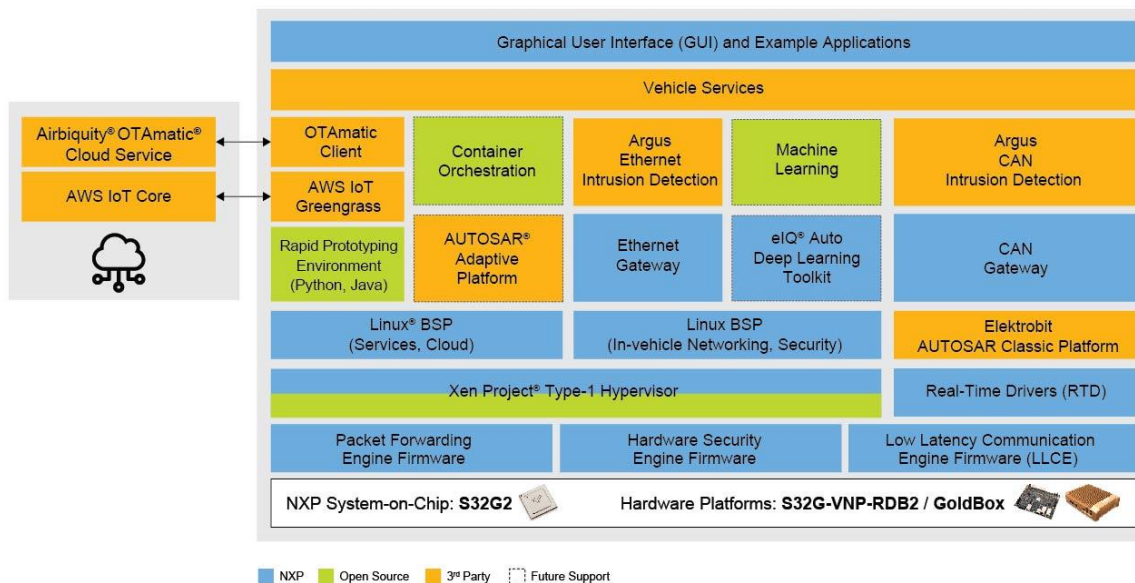 Graphical User Interface (GUI) and Example Applications
Vehicle Services
Airbiquity® OTAmatic®
Cloud Service
AWS IoT Core
OTAmatic
Client
AWS IoT
Greengrass
Rapid Prototyping
Environment
(Python, Java)
Container
Orchestration
AUTOSAR®
Adaptive
Platform
Argus
Ethernet
Intrusion Detection
Ethernet
Gateway
Machine
Learning
eIQ® Auto
Deep Learning
Toolkit
Argus
CAN
Intrusion Detection
CAN
Gateway
Linux® BSP
(Services, Cloud)
Linux BSP
(In-vehicle Networking, Security)
Elektrobit
AUTOSAR Classic Platform
Xen Project® Type-1 Hypervisor
Real-Time Drivers (RTD)
Packet Forwarding
Engine Firmware
Hardware Security
Engine Firmware
Low Latency Communication
Engine Firmware (LLCE)
NXP System-on-Chip: S32G2
Hardware Platforms: S32G-VNP-RDB2 / GoldBox
NXP
Open Source
3rd Party
Future Support